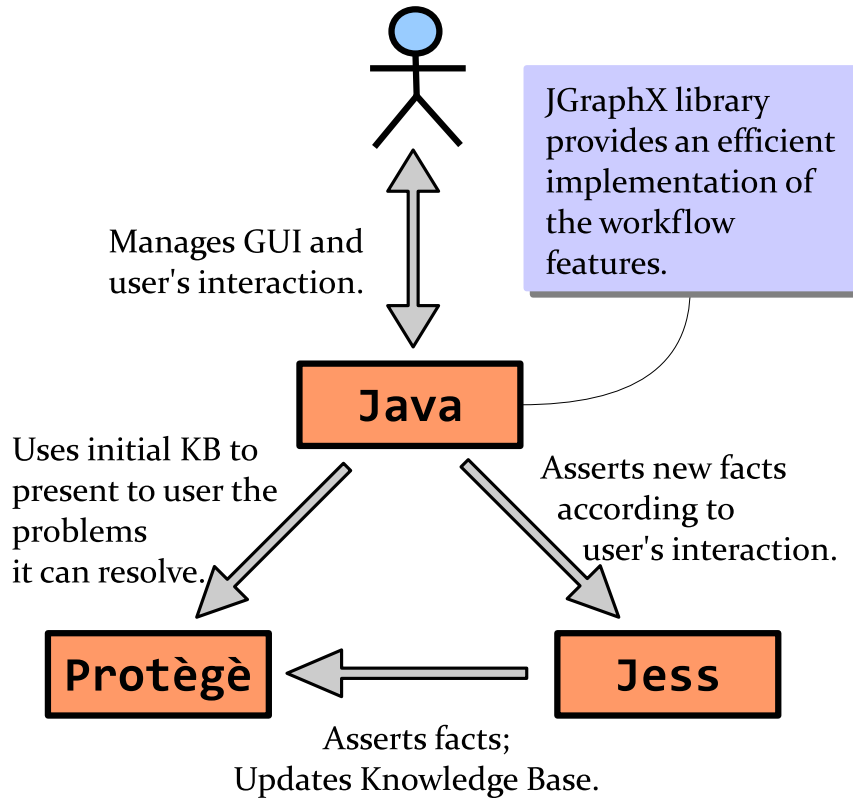 JGraphX library
provides an efficient
implementation of
the workflow
features.
Manages GUI and
user's interaction.
Java
Uses initial KB to
present to user the
problems
it can resolve.
Asserts new facts
according to
user's interaction.
Protègè
Jess
Asserts facts;
Updates Knowledge Base.